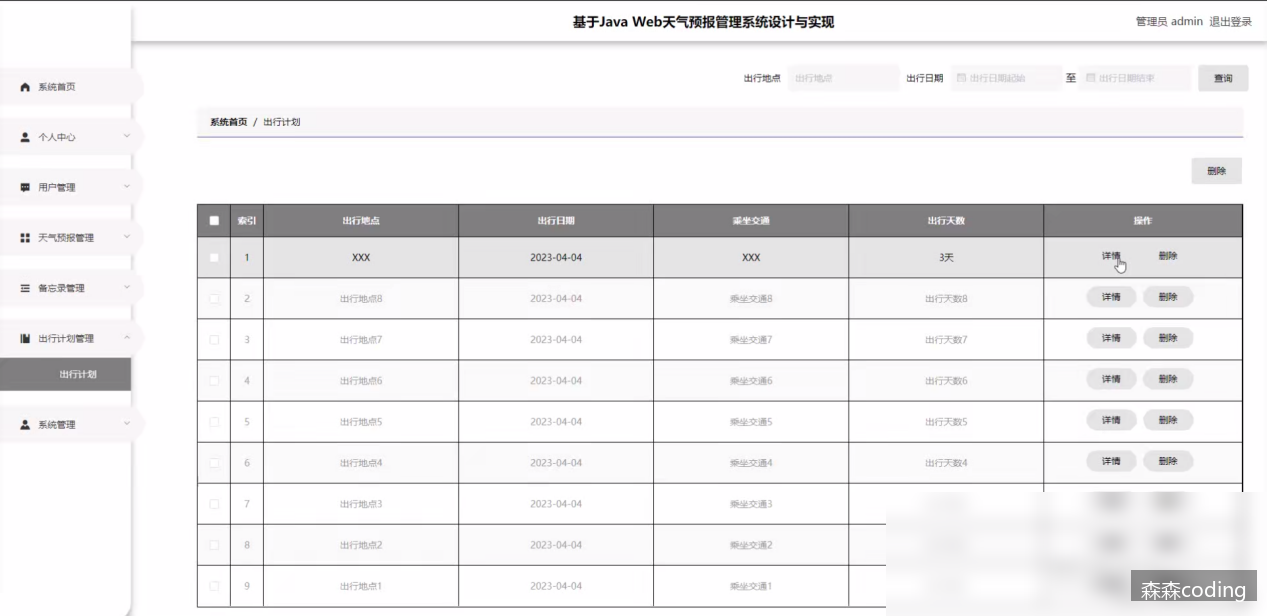 基于Java Web天气预报管理系统设计与实现
管理员 admin 退出登录
系统首页
个人中心
用户管理
天气预报管理
备忘录管理
出行计划管理
出行计划
系统管理
出行地点 出行地点 出行日期 出行日期起始 至 出行日期结束 查询
系统首页 / 出行计划
删除
索引 出行地点 出行日期 乘坐交通 出行天数 操作
1 XXX 2023-04-04 XXX 3天 详情 删除
2 出行地点8 2023-04-04 乘坐交通8 出行天数8 详情 删除
3 出行地点7 2023-04-04 乘坐交通7 出行天数7 详情 删除
4 出行地点6 2023-04-04 乘坐交通6 出行天数6 详情 删除
5 出行地点5 2023-04-04 乘坐交通5 出行天数5 详情 删除
6 出行地点4 2023-04-04 乘坐交通4 出行天数4 详情 删除
7 出行地点3 2023-04-04 乘坐交通3
8 出行地点2 2023-04-04 乘坐交通2
9 出行地点1 2023-04-04 乘坐交通1
森森coding